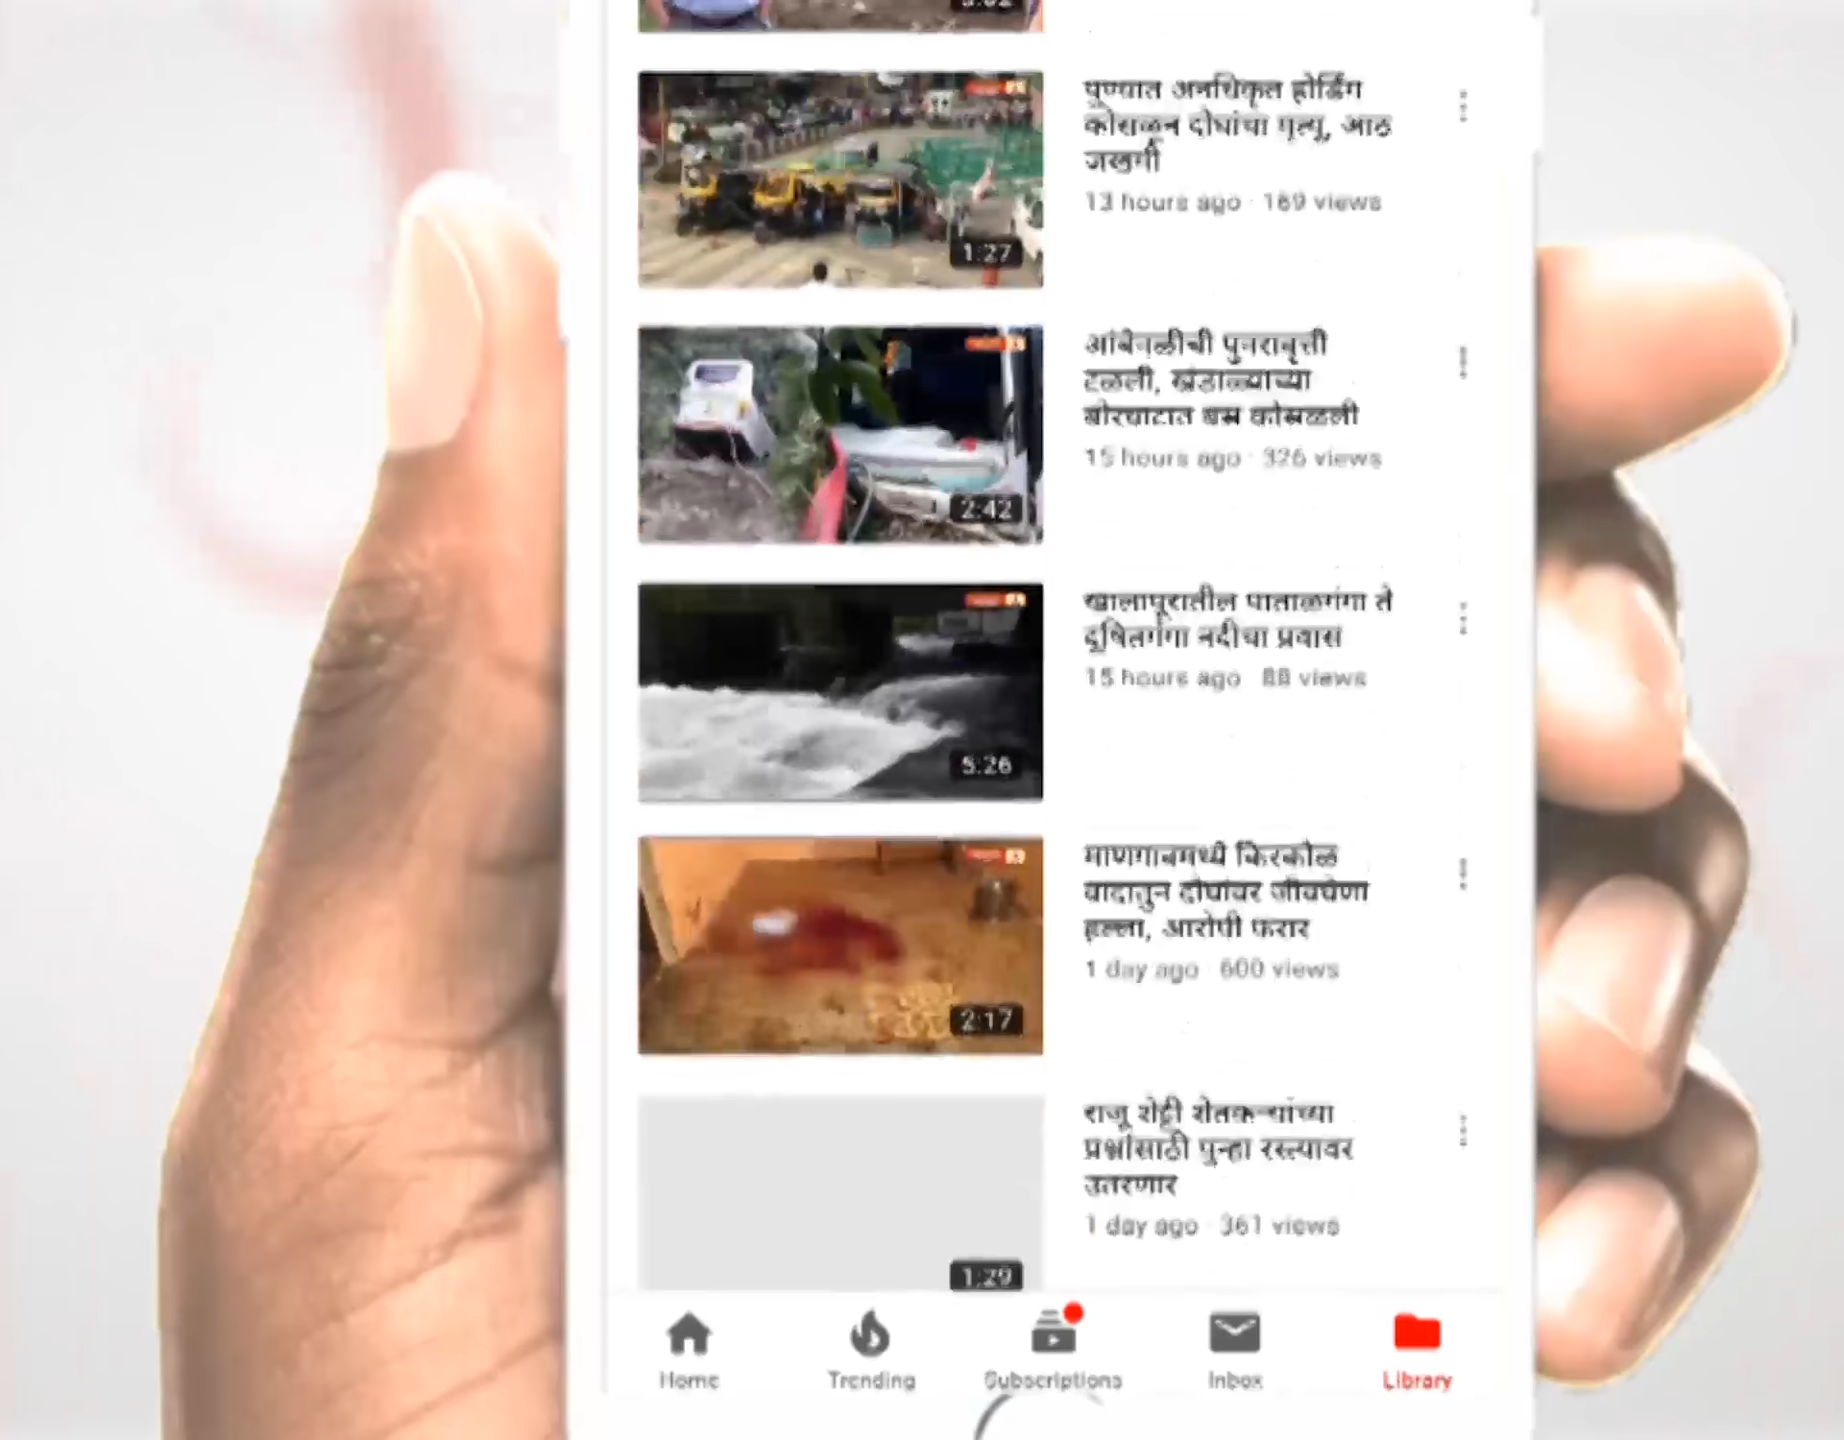 पुण्यात अनधिकृत होर्डिंग
कोसळून दोघांचा मृत्यू, आठ
जखमी
13 hours ago · 169 views
1:27
आंबेनळीची पुनरावृत्ती
टळली, खंडाळ्याच्या
बोरघाटात बस कोसळली
15 hours ago · 326 views
2:42
खालापूरातील पाताळगंगा ते
दूषितगंगा नदीचा प्रवास
15 hours ago · 88 views
5:26
माणगावमध्ये किरकोळ
वादातुन दोघांवर जीवघेणा
हल्ला, आरोपी फरार
1 day ago · 600 views
2:17
राजू शेट्टी शेतकऱ्यांच्या
प्रश्नांसाठी पुन्हा रस्त्यावर
उतरणार
1 day ago · 361 views
1:29
Home
Trending
Subscriptions
Inbox
Library